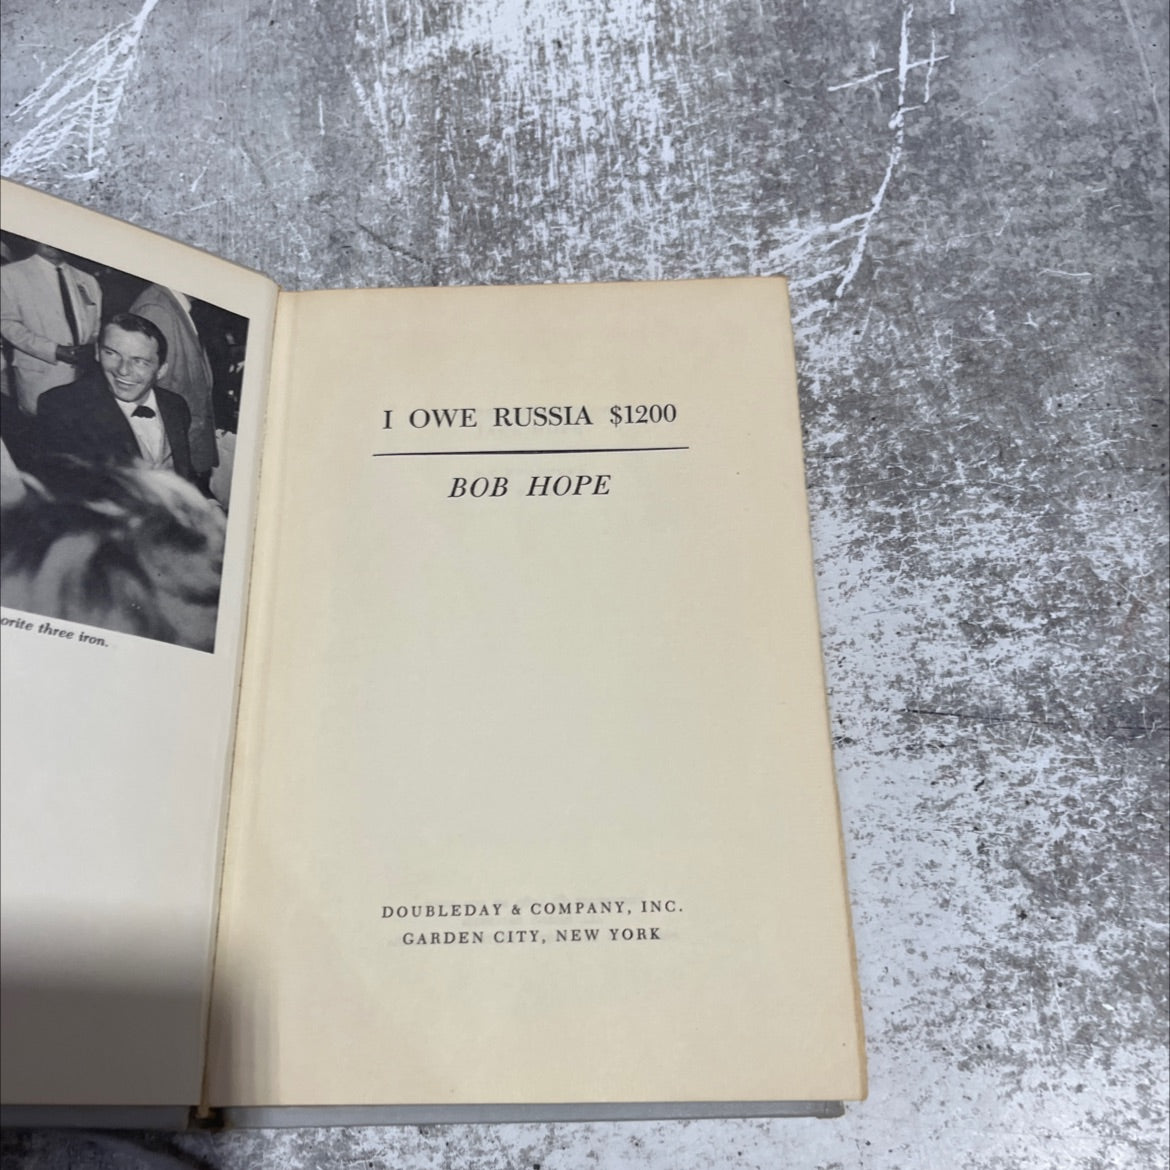 orite three iron.
I OWE RUSSIA $1200
BOB HOPE
DOUBLEDAY & COMPANY, INC.
GARDEN CITY, NEW YORK